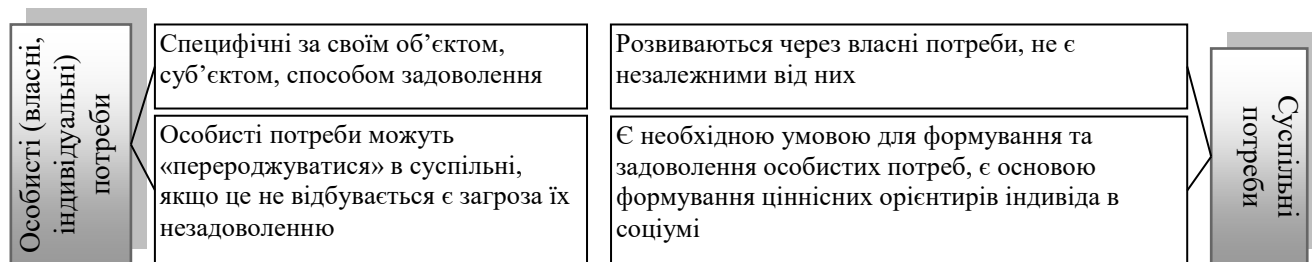 Особисті (власні,
індивідуальні)
потреби
Специфічні за своїм об’єктом,
суб’єктом, способом задоволення
Особисті потреби можуть
«перероджуватися» в суспільні,
якщо це не відбувається є загроза їх
незадоволенню
Розвиваються через власні потреби, не є
незалежними від них
Є необхідною умовою для формування та
задоволення особистих потреб, є основою
формування ціннісних орієнтирів індивіда в
соціумі
Суспільні
потреби